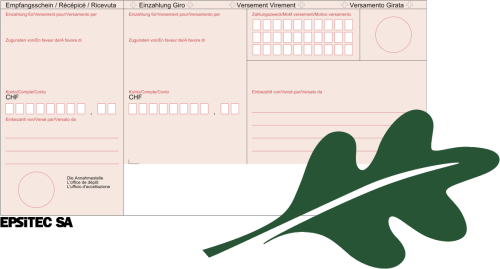 Empfangsschein / Récépicé / Ricevuta
Einzahlung Giro
Versement Virement
Versamento Girata
Einzahlung für/Versement pour/Versamento per
Einzahlung für/Versement pour/Versamento per
Zahlungszweck/Motif versement/Motivo versamento
Zugunsten von/En faveur de/A favore di
Zugunsten von/En faveur de/A favore di
Konto/Compte/Conto
CHF
Konto/Compte/Conto
CHF
Einbezahlt von/Versé par/Versato da
Einbezahlt von/Versé par/Versato da
Die Annahmestelle
L'office de dépôt
L'ufficio d'accettazione
EPSITEC SA